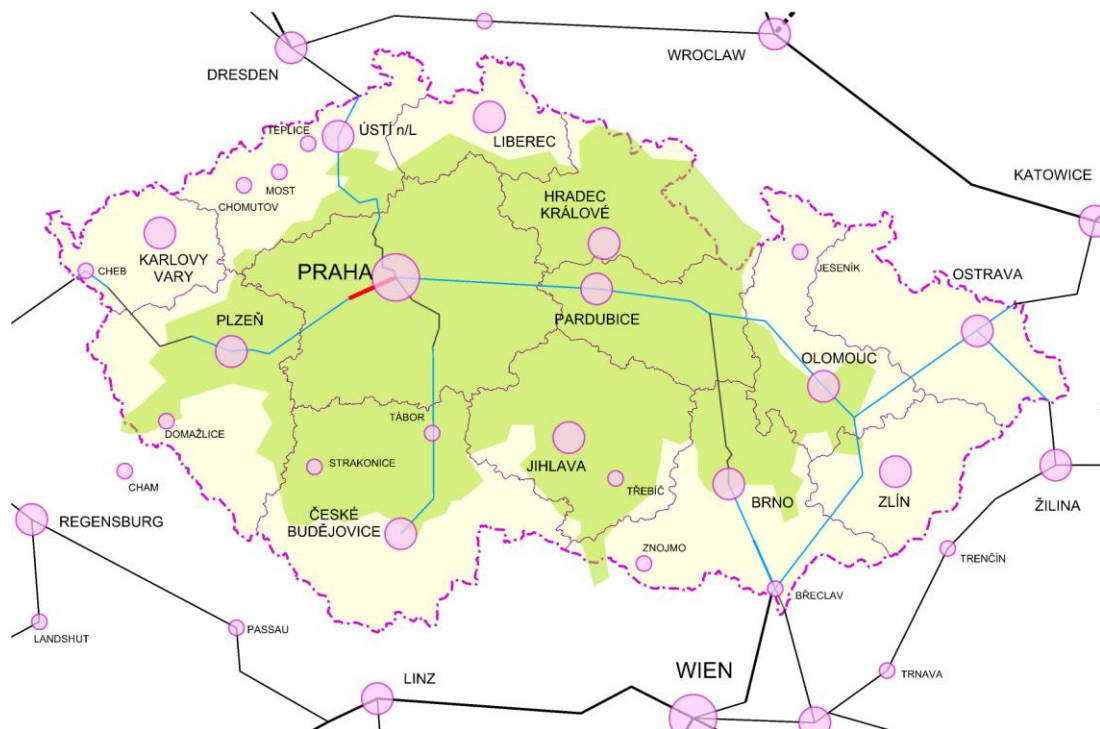 DRESDEN
WROCLAW
TEPLICE
ÚSTÍ n/L
LIBEREC
MOST
CHOMUTOV
KATOWICE
HRADEC
KRÁLOVÉ
KARLOVY
VARY
CHEB
PRAHA
JESENÍK
OSTRAVA
PLZEŇ
PARDUBICE
OLOMOUC
TÁBOR
DOMAŽLICE
STRAKONICE
JIHLAVA
CHAM
TŘEBÍČ
BRNO
ZLÍN
REGENSBURG
ČESKÉ
BUDĚJOVICE
ŽILINA
ZNOJMO
TRENČÍN
BŘECLAV
LANDSHUT
PASSAU
WIEN
TRNAVA
LINZ